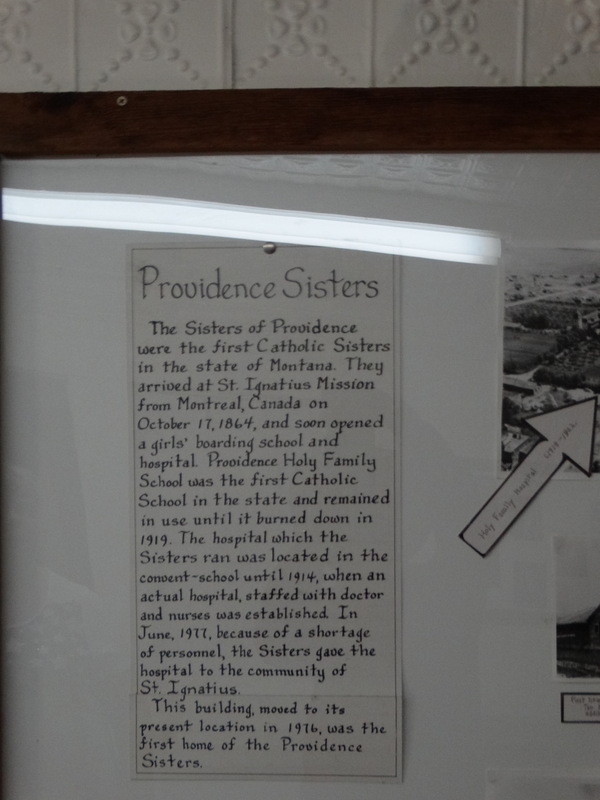 Providence Sisters
The Sisters of Providence
were the first Catholic Sisters
in the state of Montana. They
arrived at St. Ignatius Mission
from Montreal, Canada on
October 17, 1864, and soon opened
a girls' boarding school and
hospital. Providence Holy Family
School was the first Catholic
School in the state and remained
in use until it burned down in
1919. The hospital which the
Sisters ran was located in the
convent-school until 1914, when an
actual hospital, staffed with doctor
and nurses was established. In
June, 1977, because of a shortage
of personnel, the Sisters gave the
hospital to the community of
St. Ignatius.
This building, moved to its
present location in 1976, was the
first home of the Providence
Sisters.
Holy Family Hospital